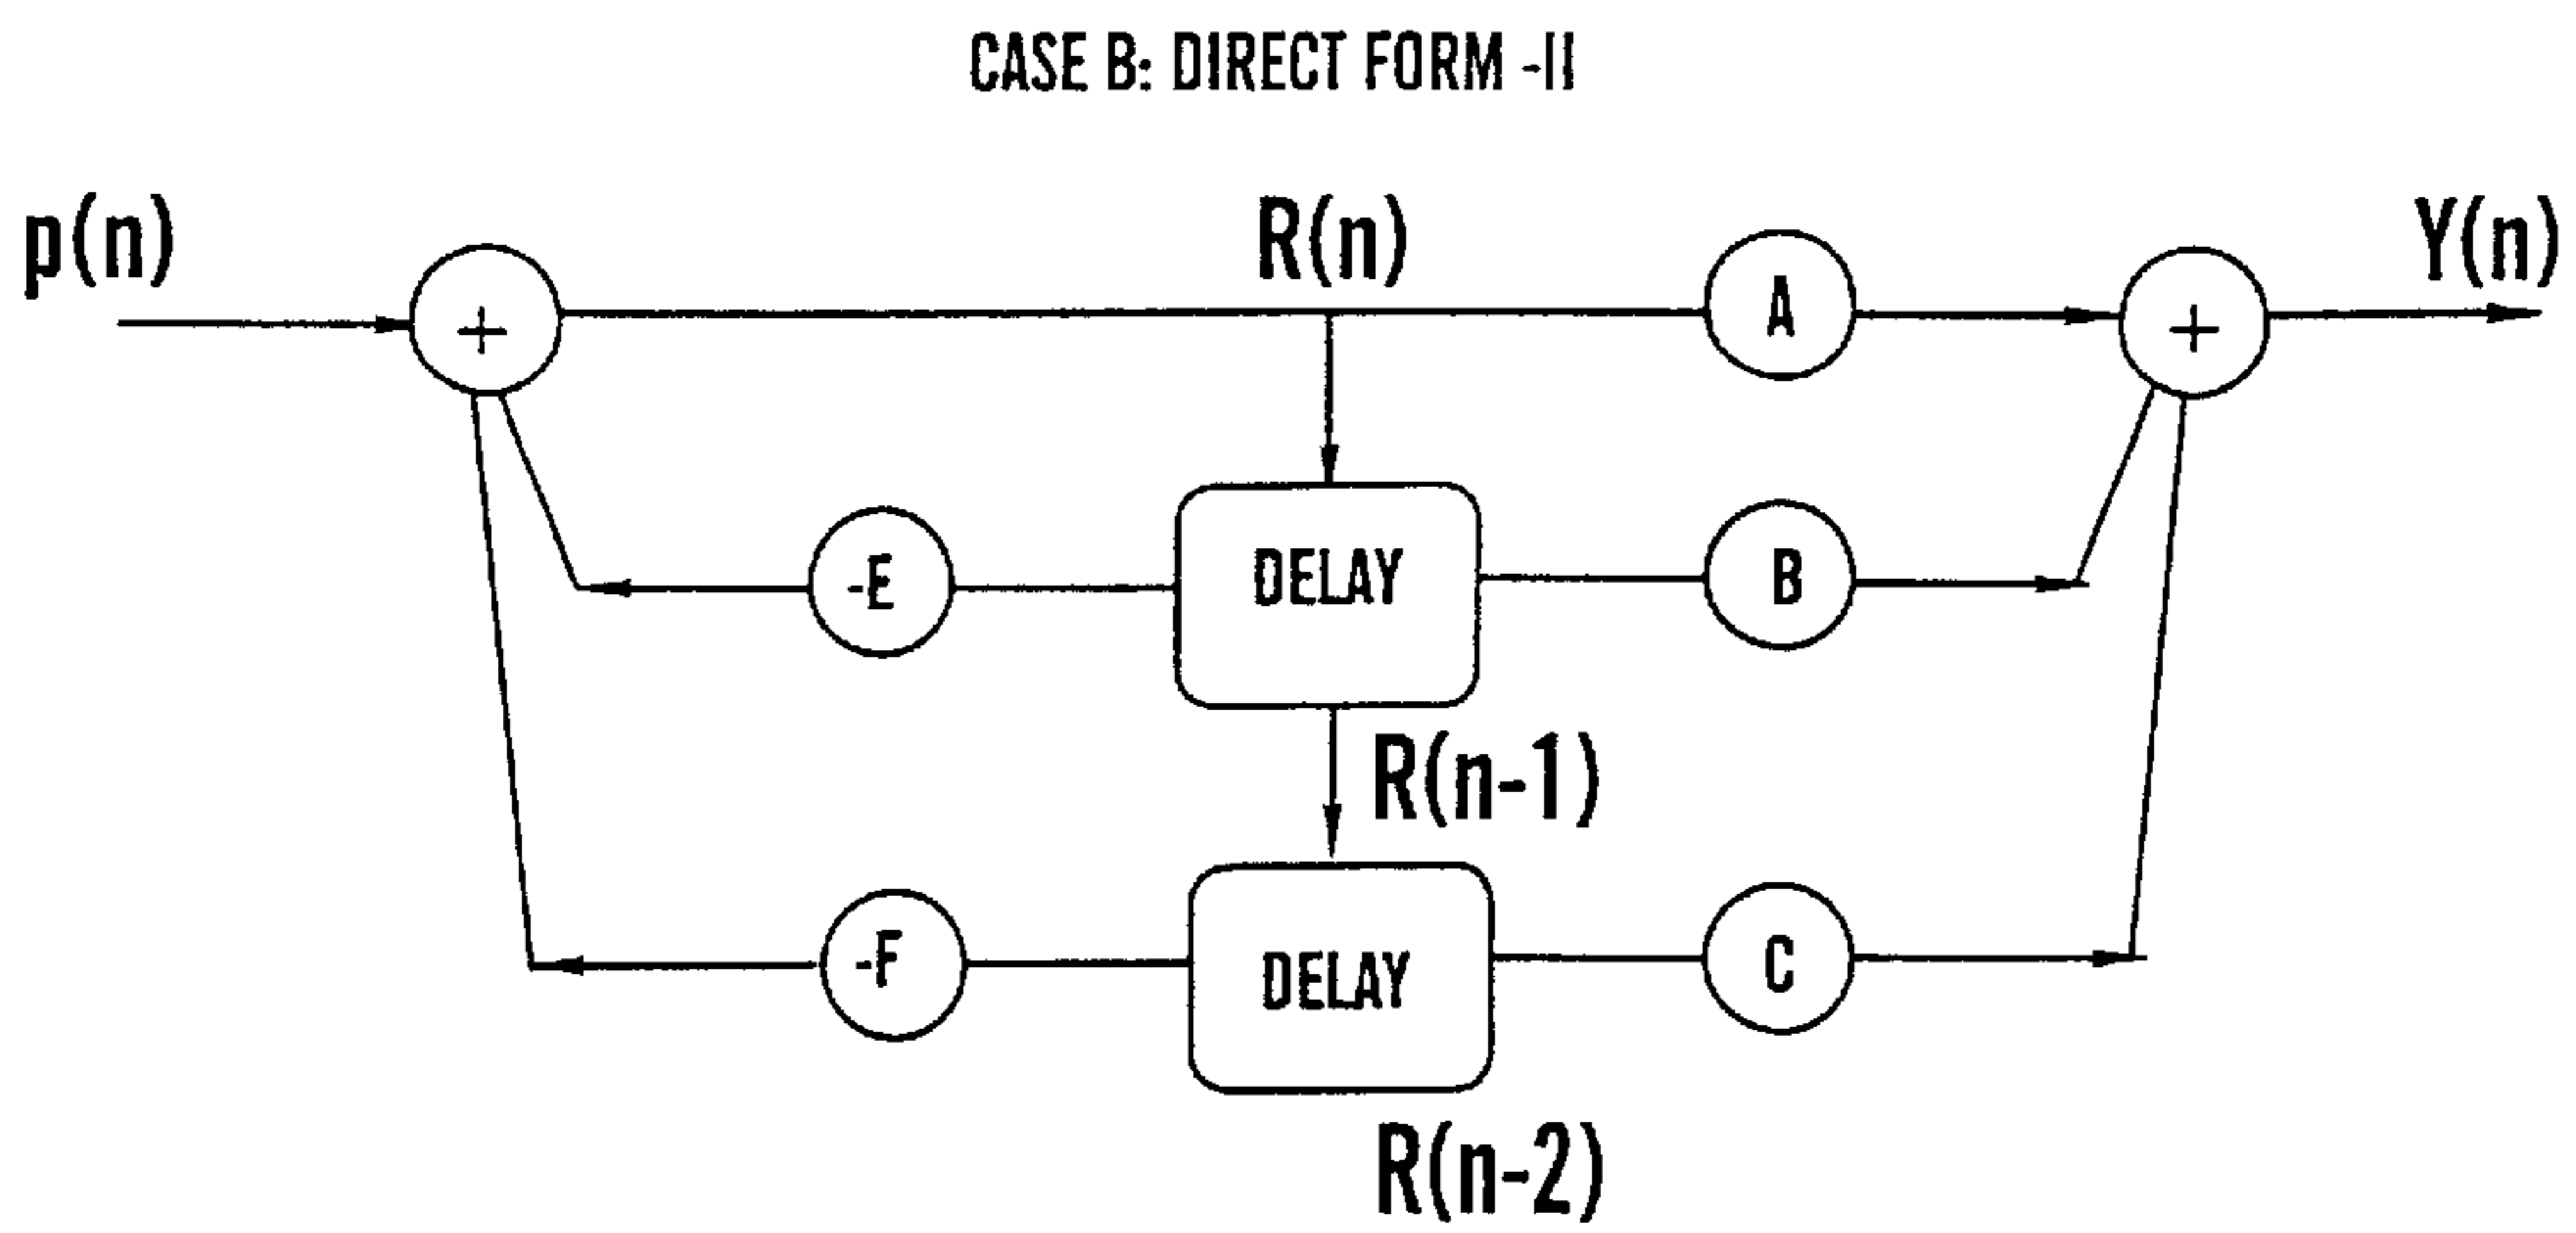 CASE B: DIRECT FORM -II
p(n)
R(n)
Y(n)
+
A
+
-E
DELAY
B
R(n-1)
-F
DELAY
C
R(n-2)